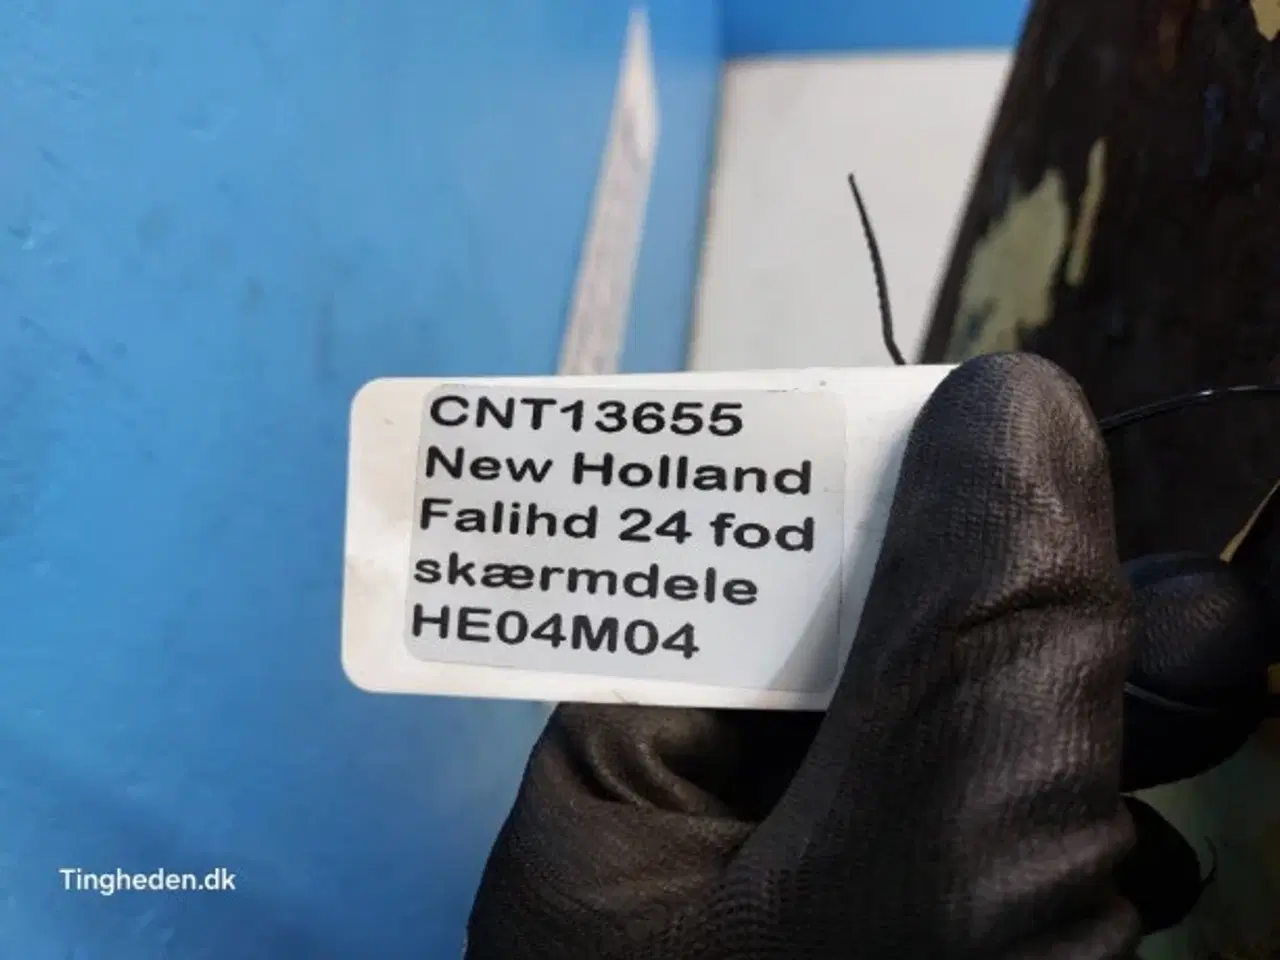 CNT13655
New Holland
Falihd 24 fod
skærmdele
HE04M04
Tingheden.dk